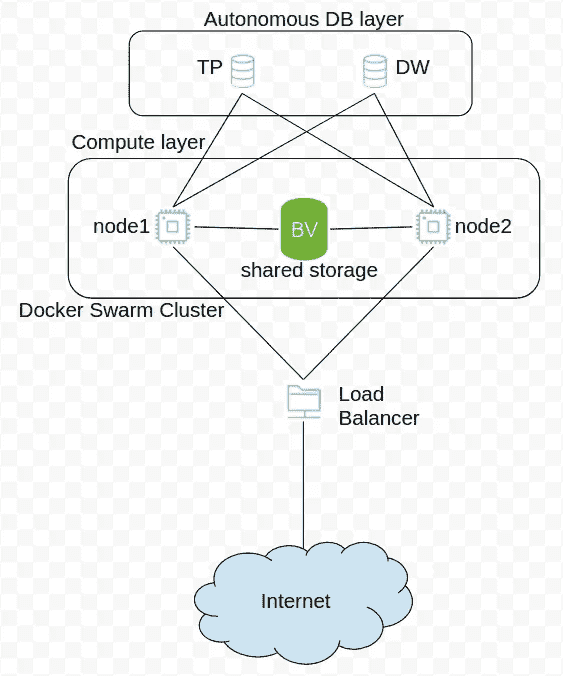 Autonomous DB layer
TP
DW
Compute layer
node1
BV
node2
shared storage
Docker Swarm Cluster
Load
Balancer
Internet